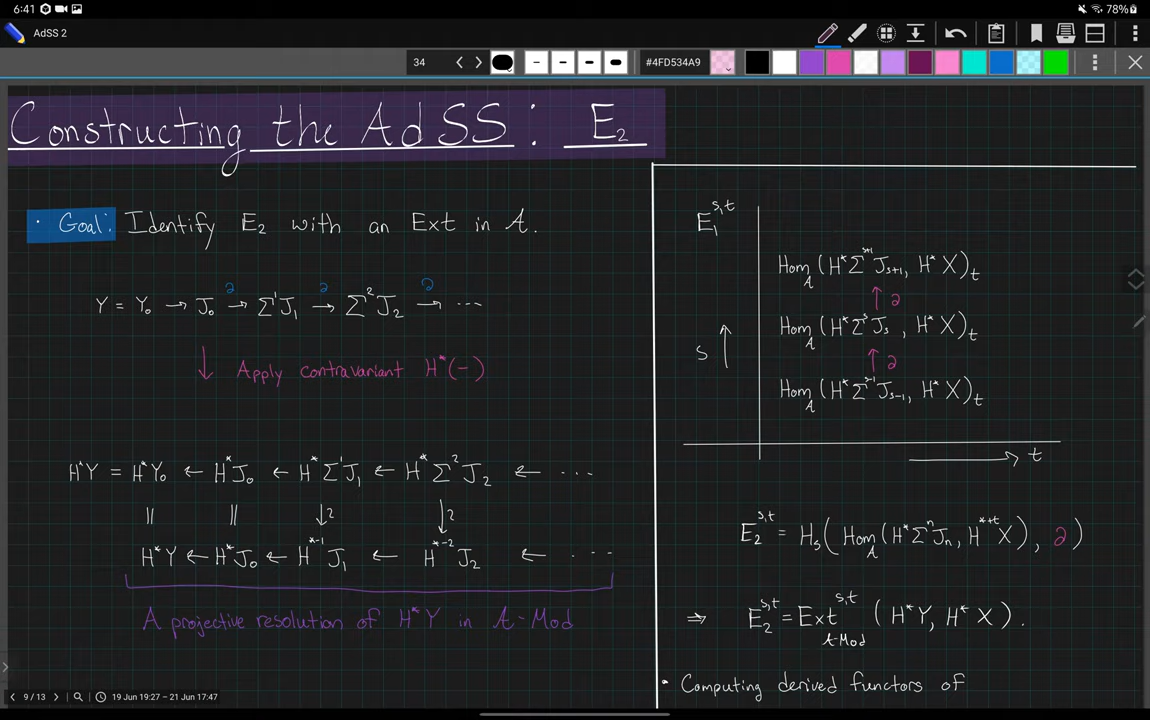 6:41
78%
AdSS 2
34
#4FD534A9
Constructing the AdSS: E₂
• Goal: Identify E₂ with an Ext in A.
Y = Y₀ → J₀ →^∂ Σ¹J₁ →^∂ Σ²J₂ →^∂ ⋯
↓ Apply contravariant H*(-)
H*Y = H*Y₀ ← H*J₀ ← H*Σ¹J₁ ← H*Σ²J₂ ← ⋯
|| || ↓≀ ↓≀
H*Y ← H*J₀ ← H*⁻¹J₁ ← H*⁻²J₂ ← ⋯
A projective resolution of H*Y in A-Mod
E₁^{s,t}
Hom_A (H*Σ^{s+1}J_{s+1}, H*X)_t
↑∂
Hom_A (H*Σ^s J_s, H*X)_t
s ↑
↑∂
Hom_A (H*Σ^{s-1}J_{s-1}, H*X)_t
→ t
E₂^{s,t} = H_s(Hom_A(H*ΣⁿJ_n, H^{*+t}X), ∂)
⇒ E₂^{s,t} = Ext^{s,t}_{A-Mod} (H*Y, H*X).
• Computing derived functors of
9/13
19 Jun 19:27 – 21 Jun 17:47